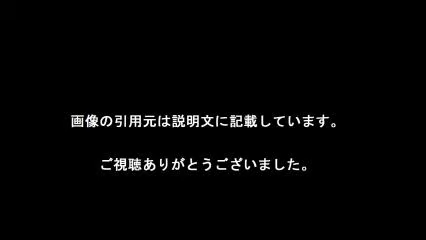 画像の引用元は説明文に記載しています。
ご視聴ありがとうございました。